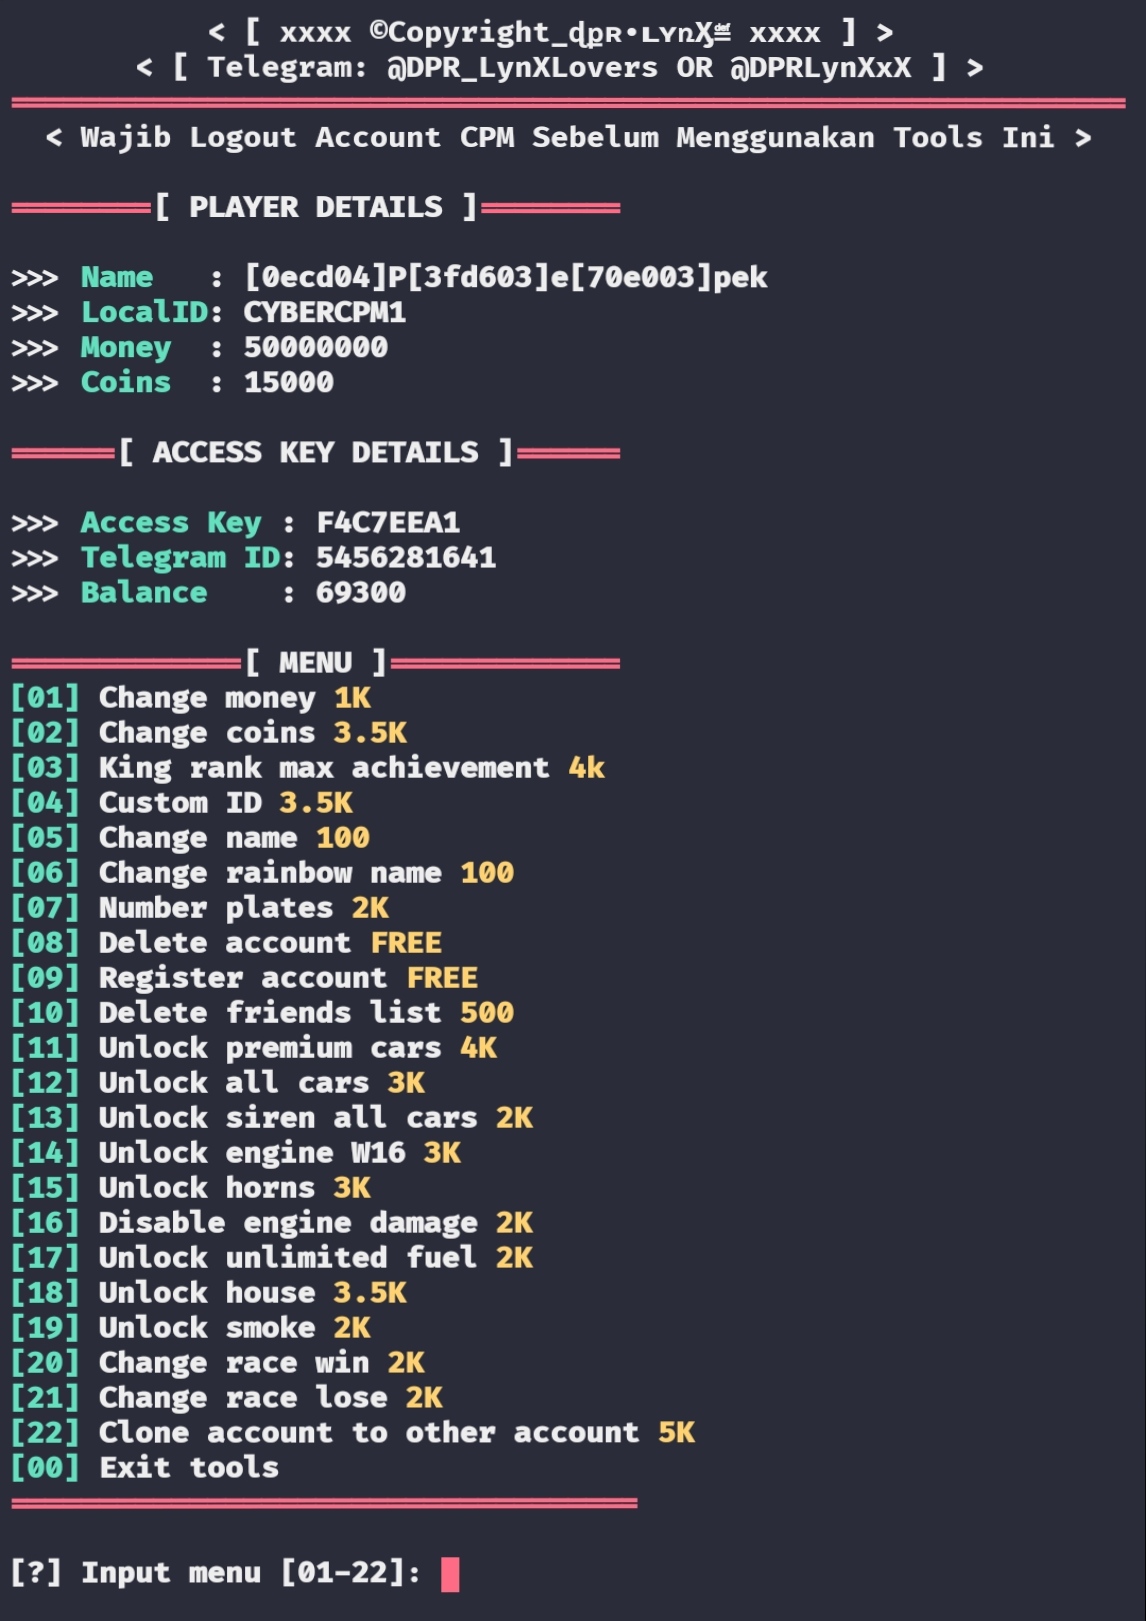 < [ xxxx ©Copyright_dpʀ•ʟʏnӼ≝ xxxx ] >
< [ Telegram: @DPR_LynXLovers OR @DPRLynXxX ] >
< Wajib Logout Account CPM Sebelum Menggunakan Tools Ini >
[ PLAYER DETAILS ]
>>> Name : [0ecd04]P[3fd603]e[70e003]pek
>>> LocalID: CYBERCPM1
>>> Money : 50000000
>>> Coins : 15000
[ ACCESS KEY DETAILS ]
>>> Access Key : F4C7EEA1
>>> Telegram ID: 5456281641
>>> Balance : 69300
[ MENU ]
[01] Change money 1K
[02] Change coins 3.5K
[03] King rank max achievement 4k
[04] Custom ID 3.5K
[05] Change name 100
[06] Change rainbow name 100
[07] Number plates 2K
[08] Delete account FREE
[09] Register account FREE
[10] Delete friends list 500
[11] Unlock premium cars 4K
[12] Unlock all cars 3K
[13] Unlock siren all cars 2K
[14] Unlock engine W16 3K
[15] Unlock horns 3K
[16] Disable engine damage 2K
[17] Unlock unlimited fuel 2K
[18] Unlock house 3.5K
[19] Unlock smoke 2K
[20] Change race win 2K
[21] Change race lose 2K
[22] Clone account to other account 5K
[00] Exit tools
[?] Input menu [01-22]: